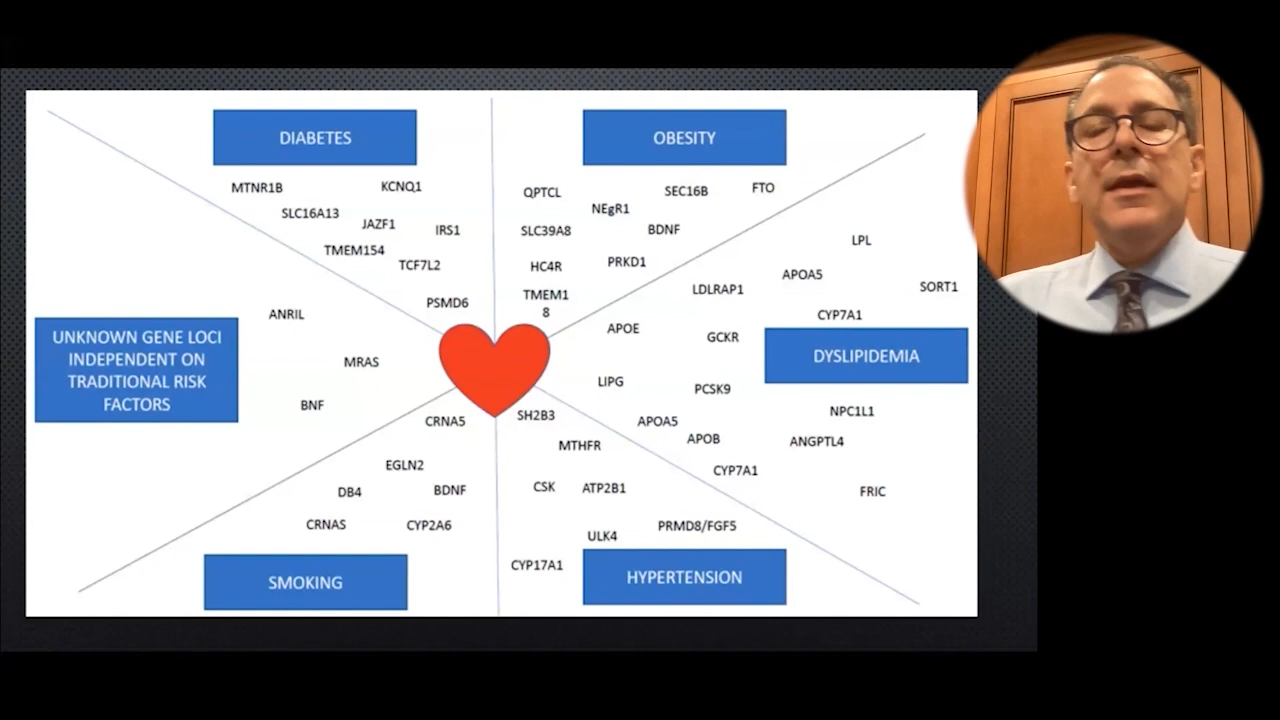 DIABETES
OBESITY
MTNR1B
KCNQ1
SLC16A13
JAZF1
IRS1
TMEM154
TCF7L2
PSMD6
QPTCL
SEC16B
FTO
NEgR1
SLC39A8
BDNF
HC4R
PRKD1
TMEM1
8
LPL
APOA5
LDLRAP1
SORT1
CYP7A1
APOE
GCKR
DYSLIPIDEMIA
LIPG
PCSK9
NPC1L1
APOA5
APOB
ANGPTL4
CYP7A1
FRIC
UNKNOWN GENE LOCI
INDEPENDENT ON
TRADITIONAL RISK
FACTORS
ANRIL
MRAS
BNF
CRNA5
EGLN2
DB4
BDNF
CRNAS
CYP2A6
SMOKING
SH2B3
MTHFR
CSK
ATP2B1
PRMD8/FGF5
ULK4
CYP17A1
HYPERTENSION